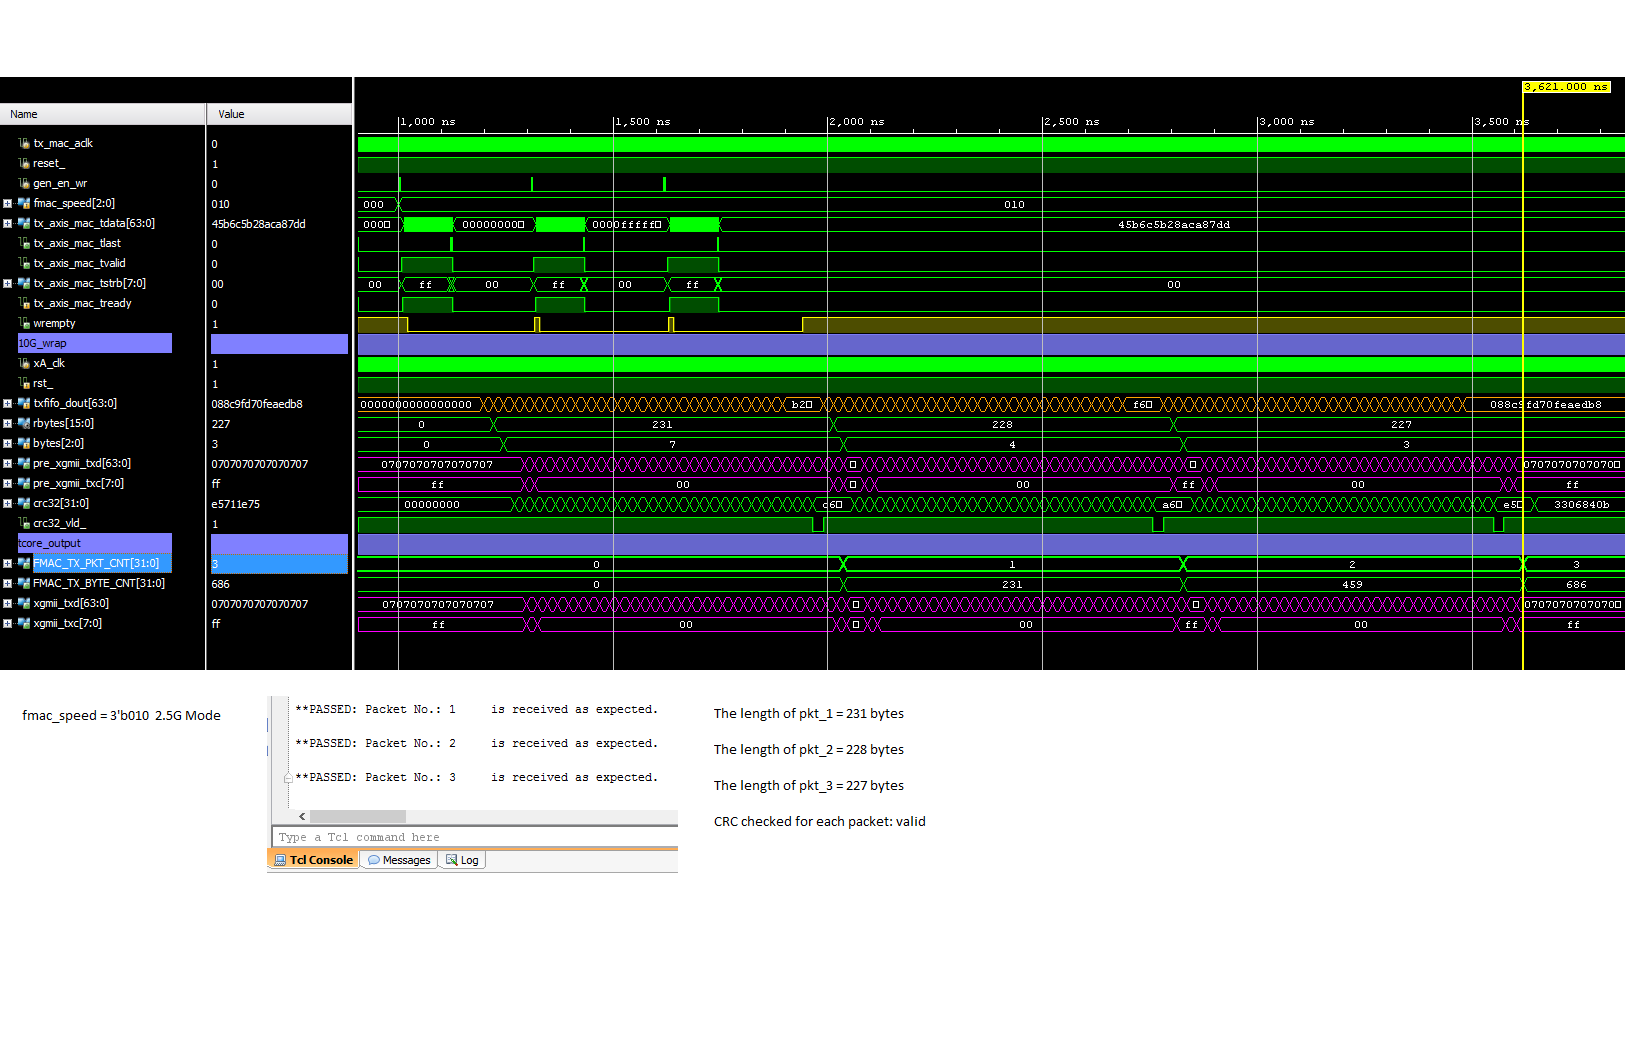 3,621.000 ns
Name Value
1,000 ns 1,500 ns 2,000 ns 2,500 ns 3,000 ns 3,500 ns
tx_mac_aclk 0
reset_ 1
gen_en_wr 0
fmac_speed[2:0] 010 000 010
tx_axis_mac_tdata[63:0] 45b6c5b28aca87dd 000 00000000 0000fffff 45b6c5b28aca87dd
tx_axis_mac_tlast 0
tx_axis_mac_tvalid 0
tx_axis_mac_tstrb[7:0] 00 00 ff 00 ff 00 ff 00
tx_axis_mac_tready 0
wrempty 1
10G_wrap
xA_clk 1
rst_ 1
txfifo_dout[63:0] 088c9fd70feaedb8 0000000000000000 b2 f6 088c9fd70feaedb8
rbytes[15:0] 227 0 231 228 227
bytes[2:0] 3 0 7 4 3
pre_xgmii_txd[63:0] 0707070707070707 0707070707070707 0707070707070
pre_xgmii_txc[7:0] ff ff 00 00 ff 00 ff
crc32[31:0] e5711e75 00000000 c6 a6 e5 3306840b
crc32_vld_ 1
tcore_output
FMAC_TX_PKT_CNT[31:0] 3 0 1 2 3
FMAC_TX_BYTE_CNT[31:0] 686 0 231 459 686
xgmii_txd[63:0] 0707070707070707 0707070707070707 0707070707070
xgmii_txc[7:0] ff ff 00 00 ff 00 ff
fmac_speed = 3'b010 2.5G Mode
**PASSED: Packet No.: 1 is received as expected.
**PASSED: Packet No.: 2 is received as expected.
**PASSED: Packet No.: 3 is received as expected.
Type a Tcl command here
Tcl Console Messages Log
The length of pkt_1 = 231 bytes
The length of pkt_2 = 228 bytes
The length of pkt_3 = 227 bytes
CRC checked for each packet: valid